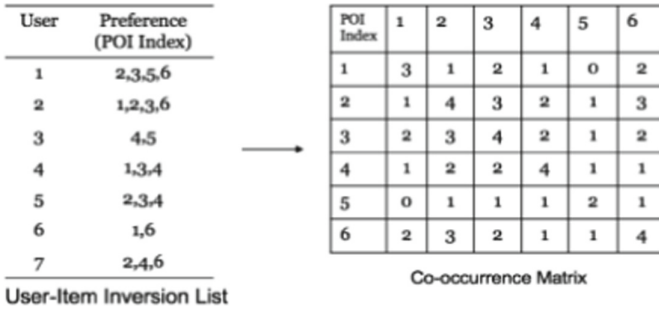 User Preference
(POI Index)
1 2,3,5,6
2 1,2,3,6
3 4,5
4 1,3,4
5 2,3,4
6 1,6
7 2,4,6
User-Item Inversion List
POI Index 1 2 3 4 5 6
1 3 1 2 1 0 2
2 1 4 3 2 1 3
3 2 3 4 2 1 2
4 1 2 2 4 1 1
5 0 1 1 1 2 1
6 2 3 2 1 1 4
Co-occurrence Matrix